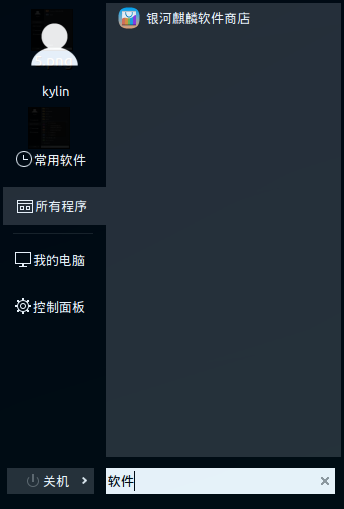 银河麒麟软件商店
kylin
常用软件
所有程序
我的电脑
控制面板
关机
软件